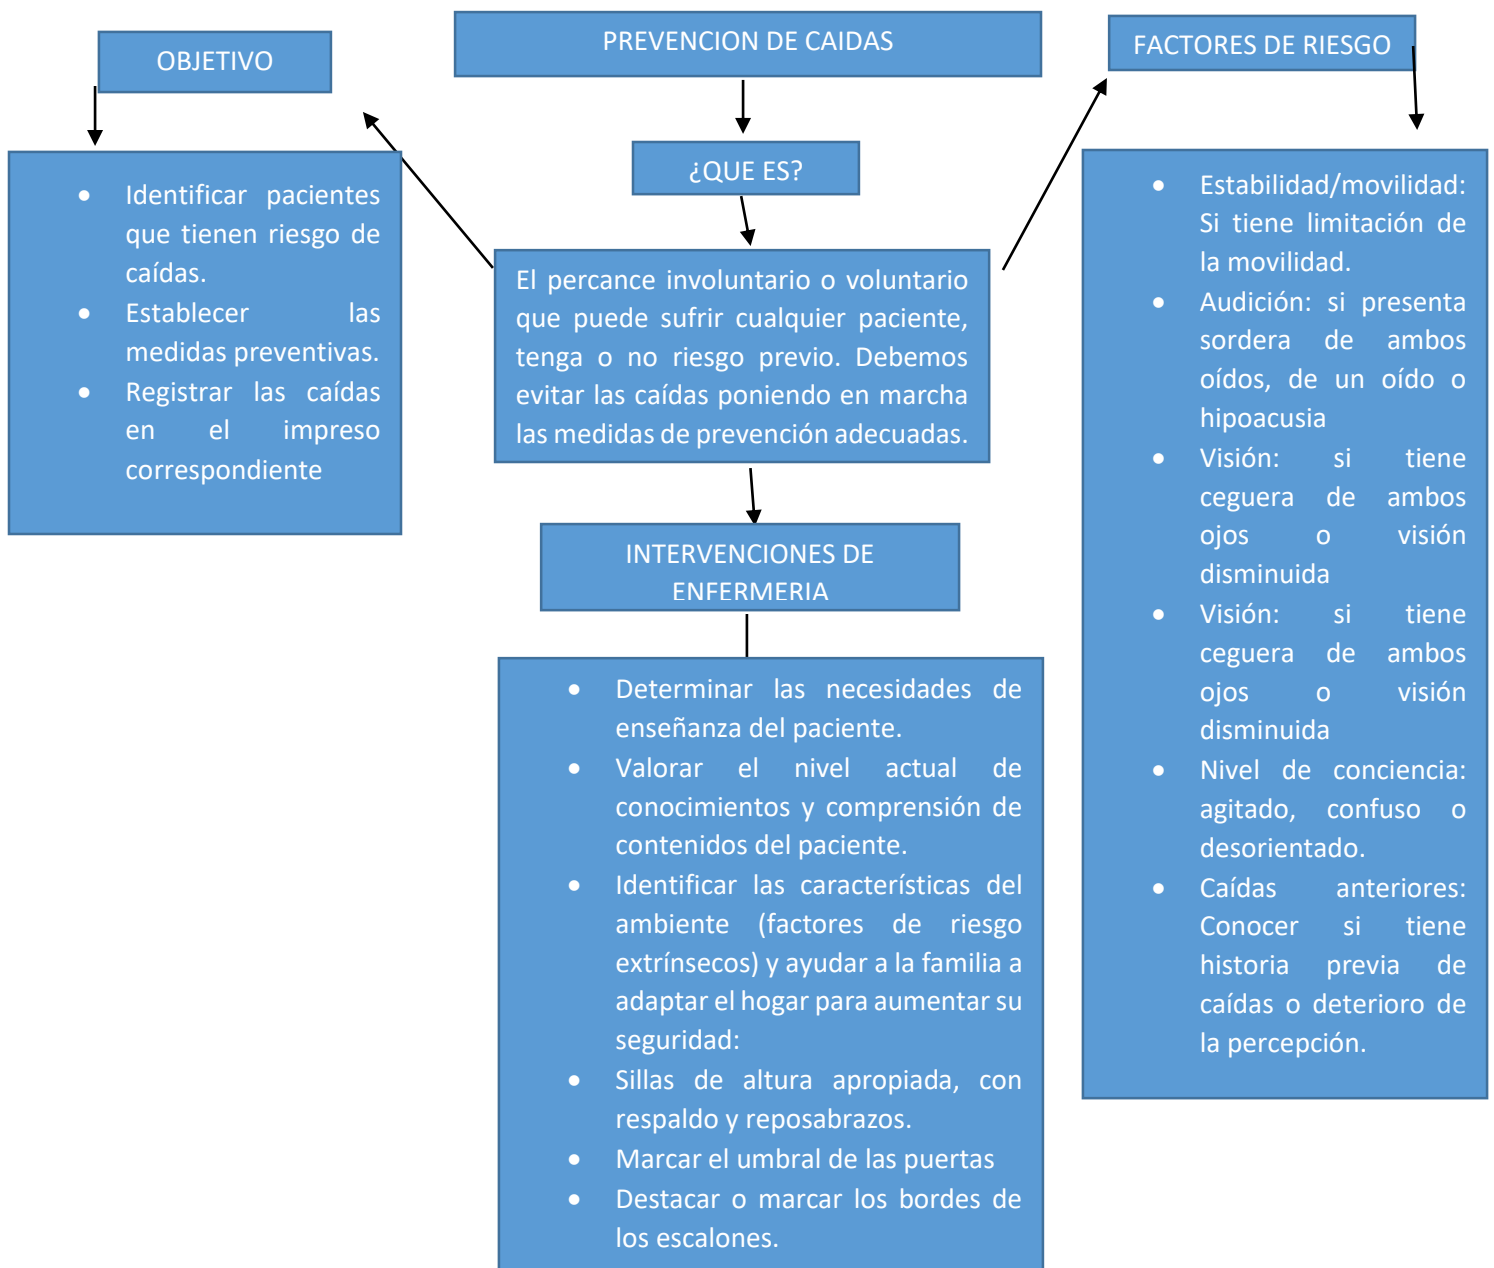 PREVENCION DE CAIDAS
OBJETIVO
FACTORES DE RIESGO
¿QUE ES?
• Identificar pacientes
que tienen riesgo de
caídas.
• Establecer las
medidas preventivas.
• Registrar las caídas
en el impreso
correspondiente
El percance involuntario o voluntario
que puede sufrir cualquier paciente,
tenga o no riesgo previo. Debemos
evitar las caídas poniendo en marcha
las medidas de prevención adecuadas.
• Estabilidad/movilidad:
Si tiene limitación de
la movilidad.
• Audición: si presenta
sordera de ambos
oídos, de un oído o
hipoacusia
• Visión: si tiene
ceguera de ambos
ojos o visión
disminuida
• Visión: si tiene
ceguera de ambos
ojos o visión
disminuida
• Nivel de conciencia:
agitado, confuso o
desorientado.
• Caídas anteriores:
Conocer si tiene
historia previa de
caídas o deterioro de
la percepción.
INTERVENCIONES DE
ENFERMERIA
• Determinar las necesidades de
enseñanza del paciente.
• Valorar el nivel actual de
conocimientos y comprensión de
contenidos del paciente.
• Identificar las características del
ambiente (factores de riesgo
extrínsecos) y ayudar a la familia a
adaptar el hogar para aumentar su
seguridad:
• Sillas de altura apropiada, con
respaldo y reposabrazos.
• Marcar el umbral de las puertas
• Destacar o marcar los bordes de
los escalones.